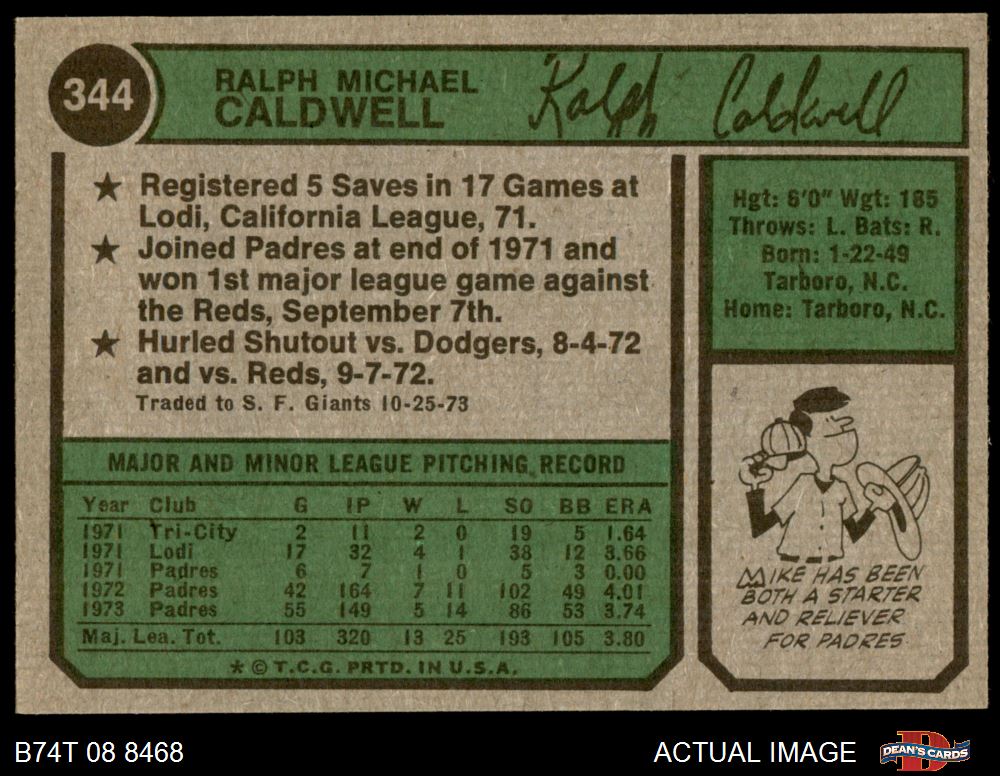 344
RALPH MICHAEL
CALDWELL
Ralph Caldwell
★ Registered 5 Saves in 17 Games at
Lodi, California League, 71.
★ Joined Padres at end of 1971 and
won 1st major league game against
the Reds, September 7th.
★ Hurled Shutout vs. Dodgers, 8-4-72
and vs. Reds, 9-7-72.
Traded to S. F. Giants 10-25-73
Hgt: 6'0" Wgt: 185
Throws: L. Bats: R.
Born: 1-22-49
Tarboro, N.C.
Home: Tarboro, N.C.
MAJOR AND MINOR LEAGUE PITCHING RECORD
Year Club G IP W L SO BB ERA
1971 Tri-City 2 11 2 0 19 5 1.64
1971 Lodi 17 32 4 1 38 12 3.66
1971 Padres 6 7 1 0 5 3 0.00
1972 Padres 42 164 7 11 102 49 4.01
1973 Padres 55 149 5 14 86 53 3.74
Maj. Lea. Tot. 103 320 13 25 193 105 3.80
★ © T.C.G. PRTD. IN U.S.A.
MIKE HAS BEEN
BOTH A STARTER
AND RELIEVER
FOR PADRES
B74T 08 8468
ACTUAL IMAGE
D
DEAN'S CARDS